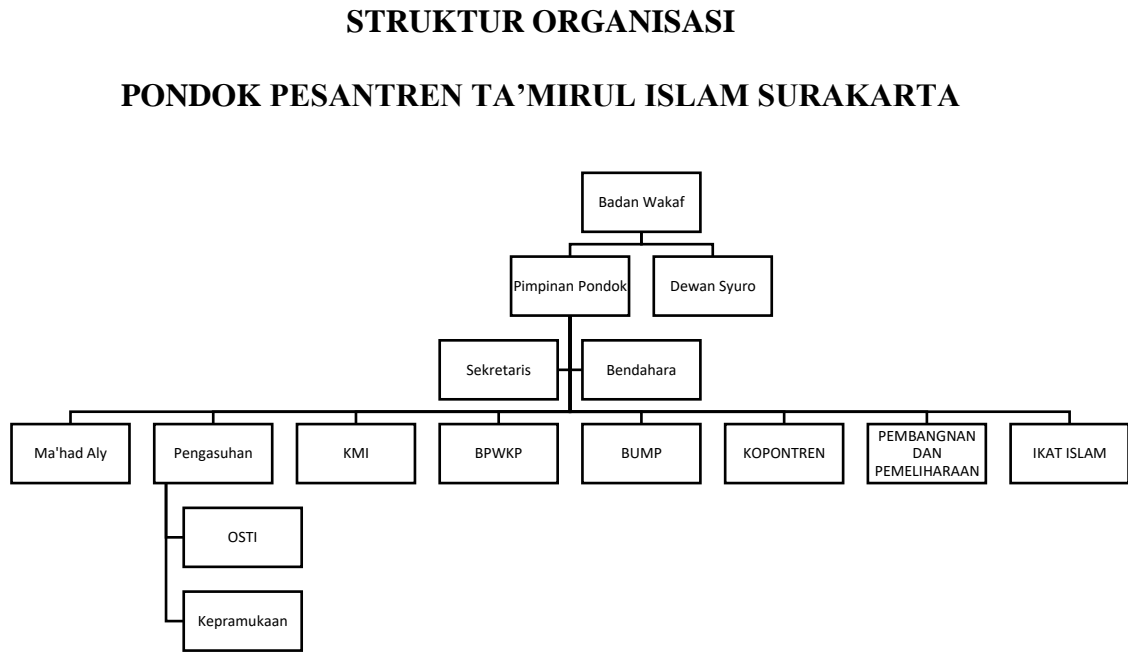 STRUKTUR ORGANISASI
PONDOK PESANTREN TA’MIRUL ISLAM SURAKARTA
Badan Wakaf
Pimpinan Pondok
Dewan Syuro
Sekretaris
Bendahara
Ma'had Aly
Pengasuhan
KMI
BPWKP
BUMP
KOPONTREN
PEMBANGNAN
DAN
PEMELIHARAAN
IKAT ISLAM
OSTI
Kepramukaan